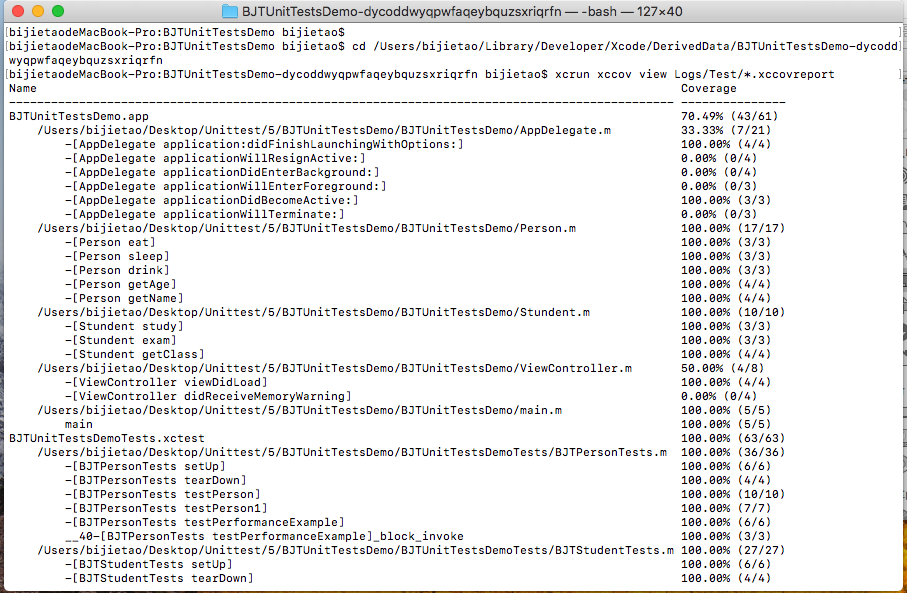 BJTUnitTestsDemo-dycoddwyqpwfaqeybquzsxriqrfn — -bash — 127×40
[bijietaodeMacBook-Pro:BJTUnitTestsDemo bijietao$ ]
[bijietaodeMacBook-Pro:BJTUnitTestsDemo bijietao$ cd /Users/bijietao/Library/Developer/Xcode/DerivedData/BJTUnitTestsDemo-dycodd]
wyqpwfaqeybquzsxriqrfn
[bijietaodeMacBook-Pro:BJTUnitTestsDemo-dycoddwyqpwfaqeybquzsxriqrfn bijietao$ xcrun xccov view Logs/Test/*.xccovreport ]
Name Coverage
-------------------------------------------------------------------------------------------- ---------------
BJTUnitTestsDemo.app 70.49% (43/61)
/Users/bijietao/Desktop/Unittest/5/BJTUnitTestsDemo/BJTUnitTestsDemo/AppDelegate.m 33.33% (7/21)
-[AppDelegate application:didFinishLaunchingWithOptions:] 100.00% (4/4)
-[AppDelegate applicationWillResignActive:] 0.00% (0/4)
-[AppDelegate applicationDidEnterBackground:] 0.00% (0/4)
-[AppDelegate applicationWillEnterForeground:] 0.00% (0/3)
-[AppDelegate applicationDidBecomeActive:] 100.00% (3/3)
-[AppDelegate applicationWillTerminate:] 0.00% (0/3)
/Users/bijietao/Desktop/Unittest/5/BJTUnitTestsDemo/BJTUnitTestsDemo/Person.m 100.00% (17/17)
-[Person eat] 100.00% (3/3)
-[Person sleep] 100.00% (3/3)
-[Person drink] 100.00% (3/3)
-[Person getAge] 100.00% (4/4)
-[Person getName] 100.00% (4/4)
/Users/bijietao/Desktop/Unittest/5/BJTUnitTestsDemo/BJTUnitTestsDemo/Stundent.m 100.00% (10/10)
-[Stundent study] 100.00% (3/3)
-[Stundent exam] 100.00% (3/3)
-[Stundent getClass] 100.00% (4/4)
/Users/bijietao/Desktop/Unittest/5/BJTUnitTestsDemo/BJTUnitTestsDemo/ViewController.m 50.00% (4/8)
-[ViewController viewDidLoad] 100.00% (4/4)
-[ViewController didReceiveMemoryWarning] 0.00% (0/4)
/Users/bijietao/Desktop/Unittest/5/BJTUnitTestsDemo/BJTUnitTestsDemo/main.m 100.00% (5/5)
main 100.00% (5/5)
BJTUnitTestsDemoTests.xctest 100.00% (63/63)
/Users/bijietao/Desktop/Unittest/5/BJTUnitTestsDemo/BJTUnitTestsDemoTests/BJTPersonTests.m 100.00% (36/36)
-[BJTPersonTests setUp] 100.00% (6/6)
-[BJTPersonTests tearDown] 100.00% (4/4)
-[BJTPersonTests testPerson] 100.00% (10/10)
-[BJTPersonTests testPerson1] 100.00% (7/7)
-[BJTPersonTests testPerformanceExample] 100.00% (6/6)
__40-[BJTPersonTests testPerformanceExample]_block_invoke 100.00% (3/3)
/Users/bijietao/Desktop/Unittest/5/BJTUnitTestsDemo/BJTUnitTestsDemoTests/BJTStudentTests.m 100.00% (27/27)
-[BJTStudentTests setUp] 100.00% (6/6)
-[BJTStudentTests tearDown] 100.00% (4/4)